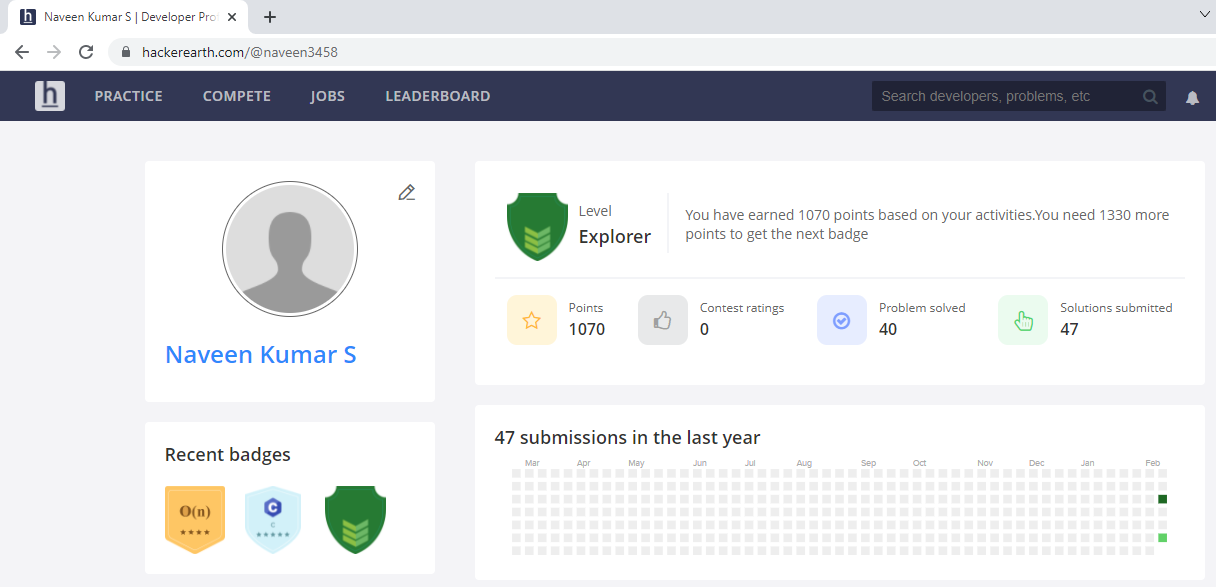 Naveen Kumar S | Developer Pro
hackerearth.com/@naveen3458
h PRACTICE COMPETE JOBS LEADERBOARD Search developers, problems, etc
Naveen Kumar S
Level
Explorer
You have earned 1070 points based on your activities.You need 1330 more
points to get the next badge
Points Contest ratings Problem solved Solutions submitted
1070 0 40 47
Recent badges
O(n)
C
C
47 submissions in the last year
Mar Apr May Jun Jul Aug Sep Oct Nov Dec Jan Feb